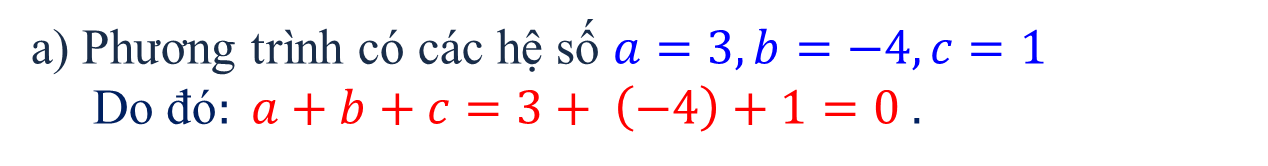 a) Phương trình có các hệ số a = 3, b = −4, c = 1
Do đó: a + b + c = 3 + (−4) + 1 = 0 .